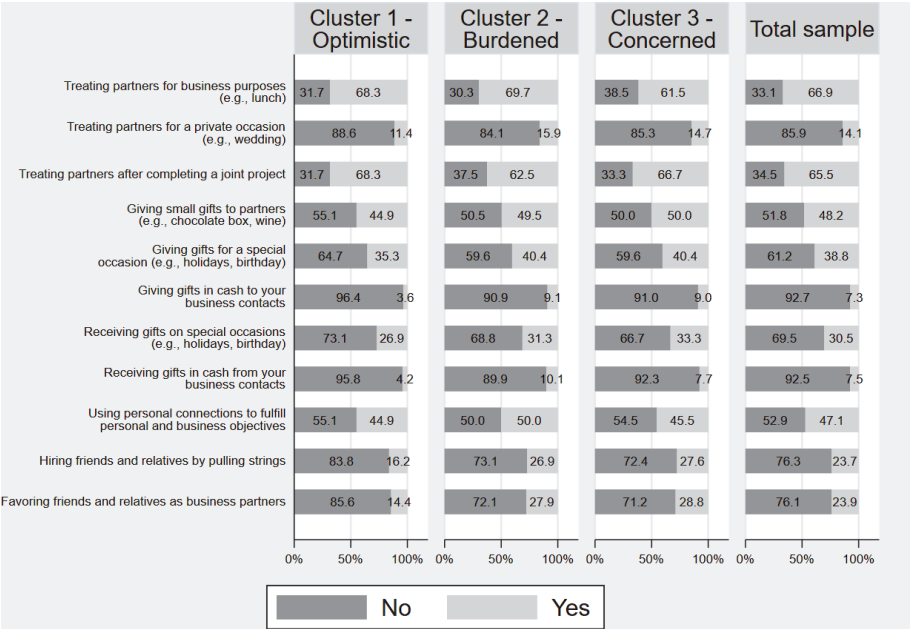 Cluster 1 -
Optimistic
Cluster 2 -
Burdened
Cluster 3 -
Concerned
Total sample
Treating partners for business purposes
(e.g., lunch)
31.7 68.3 30.3 69.7 38.5 61.5 33.1 66.9
Treating partners for a private occasion
(e.g., wedding)
88.6 11.4 84.1 15.9 85.3 14.7 85.9 14.1
Treating partners after completing a joint project
31.7 68.3 37.5 62.5 33.3 66.7 34.5 65.5
Giving small gifts to partners
(e.g., chocolate box, wine)
55.1 44.9 50.5 49.5 50.0 50.0 51.8 48.2
Giving gifts for a special
occasion (e.g., holidays, birthday)
64.7 35.3 59.6 40.4 59.6 40.4 61.2 38.8
Giving gifts in cash to your
business contacts
96.4 3.6 90.9 9.1 91.0 9.0 92.7 7.3
Receiving gifts on special occasions
(e.g., holidays, birthday)
73.1 26.9 68.8 31.3 66.7 33.3 69.5 30.5
Receiving gifts in cash from your
business contacts
95.8 4.2 89.9 10.1 92.3 7.7 92.5 7.5
Using personal connections to fulfill
personal and business objectives
55.1 44.9 50.0 50.0 54.5 45.5 52.9 47.1
Hiring friends and relatives by pulling strings
83.8 16.2 73.1 26.9 72.4 27.6 76.3 23.7
Favoring friends and relatives as business partners
85.6 14.4 72.1 27.9 71.2 28.8 76.1 23.9
0% 50% 100% 0% 50% 100% 0% 50% 100% 0% 50% 100%
No Yes